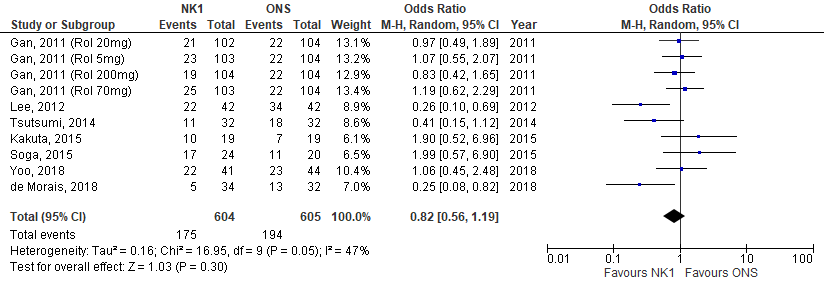 NK1 ONS Odds Ratio Odds Ratio
Study or Subgroup Events Total Events Total Weight M-H, Random, 95% CI Year M-H, Random, 95% CI
Gan, 2011 (Rol 20mg) 21 102 22 104 13.1% 0.97 [0.49, 1.89] 2011
Gan, 2011 (Rol 5mg) 23 103 22 104 13.1% 1.07 [0.55, 2.07] 2011
Gan, 2011 (Rol 200mg) 19 104 22 104 12.9% 0.83 [0.42, 1.65] 2011
Gan, 2011 (Rol 70mg) 25 103 22 104 13.3% 1.19 [0.62, 2.29] 2011
Lee, 2012 22 42 34 42 8.9% 0.26 [0.10, 0.69] 2012
Tsutsumi, 2014 11 32 18 32 8.5% 0.41 [0.15, 1.12] 2014
Kakuta, 2015 10 19 7 19 6.2% 1.90 [0.52, 6.96] 2015
Soga, 2015 17 24 11 20 6.5% 1.99 [0.57, 6.90] 2015
Yoo, 2018 22 41 23 44 10.4% 1.06 [0.45, 2.48] 2018
de Morais, 2018 5 34 13 32 7.0% 0.25 [0.08, 0.82] 2018
Total (95% CI) 604 605 100.0% 0.82 [0.56, 1.19]
Total events 175 194
Heterogeneity: Tau² = 0.16; Chi² = 16.95, df = 9 (P = 0.05); I² = 47%
Test for overall effect: Z = 1.03 (P = 0.30)
0.01 0.1 1 10 100
Favours NK1 Favours ONS